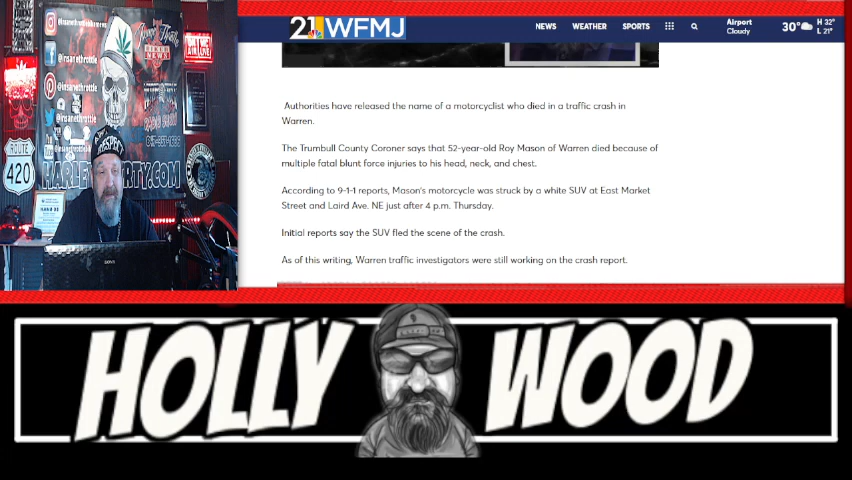 21 WFMJ
NEWS WEATHER SPORTS
Airport
Cloudy
30°
H 32°
L 21°
Authorities have released the name of a motorcyclist who died in a traffic crash in
Warren.
The Trumbull County Coroner says that 52-year-old Roy Mason of Warren died because of
multiple fatal blunt force injuries to his head, neck, and chest.
According to 9-1-1 reports, Mason's motorcycle was struck by a white SUV at East Market
Street and Laird Ave. NE just after 4 p.m. Thursday.
Initial reports say the SUV fled the scene of the crash.
As of this writing, Warren traffic investigators were still working on the crash report.
@insanethrottle
@insanethrottle
ROUTE
420
RESPECT
SONY
HOLLY WOOD